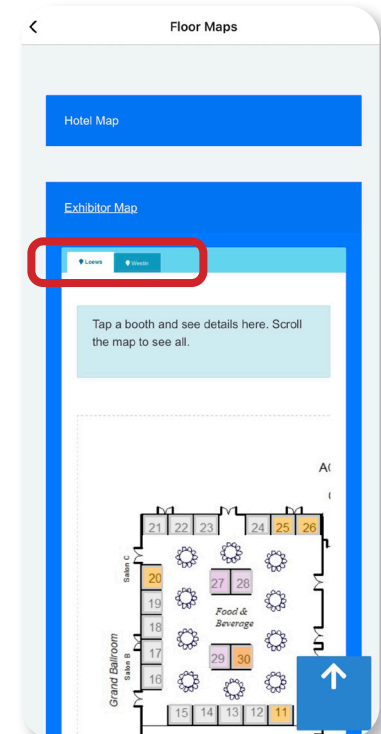 Floor Maps
Hotel Map
Exhibitor Map
Loews
Westin
Tap a booth and see details here. Scroll
the map to see all.
21 22 23 24 25 26
Salon C
20
27 28
19
Food &
Beverage
18
Grand Ballroom
Salon B
17
29 30
16
15 14 13 12 11